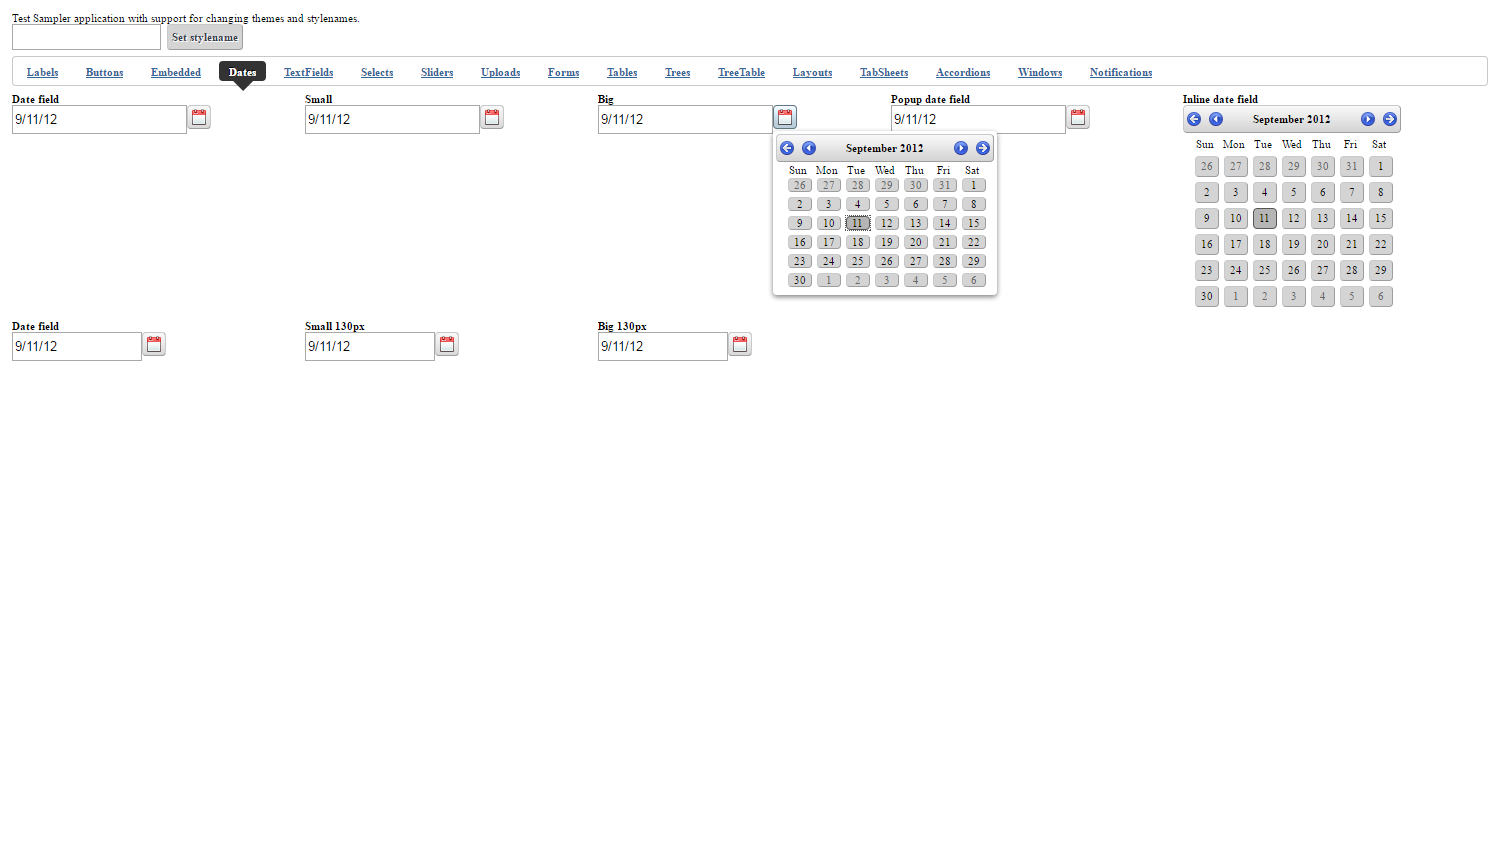 Test Sampler application with support for changing themes and stylenames.
Set stylename
Labels Buttons Embedded Dates TextFields Selects Sliders Uploads Forms Tables Trees TreeTable Layouts TabSheets Accordions Windows Notifications
Date field Small Big Popup date field Inline date field
9/11/12 9/11/12 9/11/12 9/11/12
September 2012
Sun Mon Tue Wed Thu Fri Sat
26 27 28 29 30 31 1
2 3 4 5 6 7 8
9 10 11 12 13 14 15
16 17 18 19 20 21 22
23 24 25 26 27 28 29
30 1 2 3 4 5 6
September 2012
Sun Mon Tue Wed Thu Fri Sat
26 27 28 29 30 31 1
2 3 4 5 6 7 8
9 10 11 12 13 14 15
16 17 18 19 20 21 22
23 24 25 26 27 28 29
30 1 2 3 4 5 6
Date field Small 130px Big 130px
9/11/12 9/11/12 9/11/12